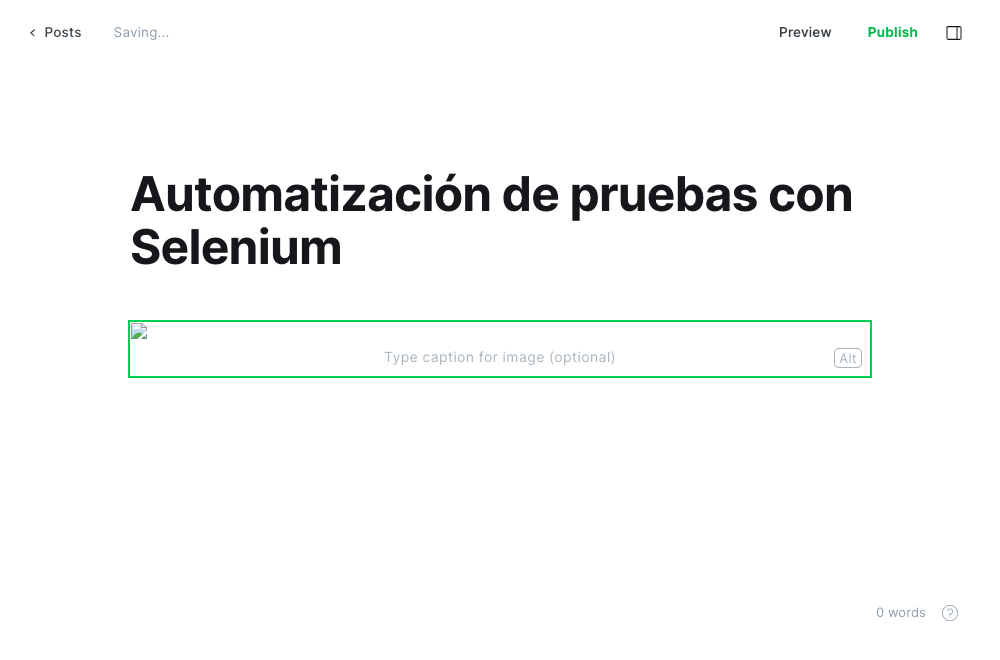 Posts
Saving...
Preview
Publish
Automatización de pruebas con
Selenium
Type caption for image (optional)
Alt
0 words
?